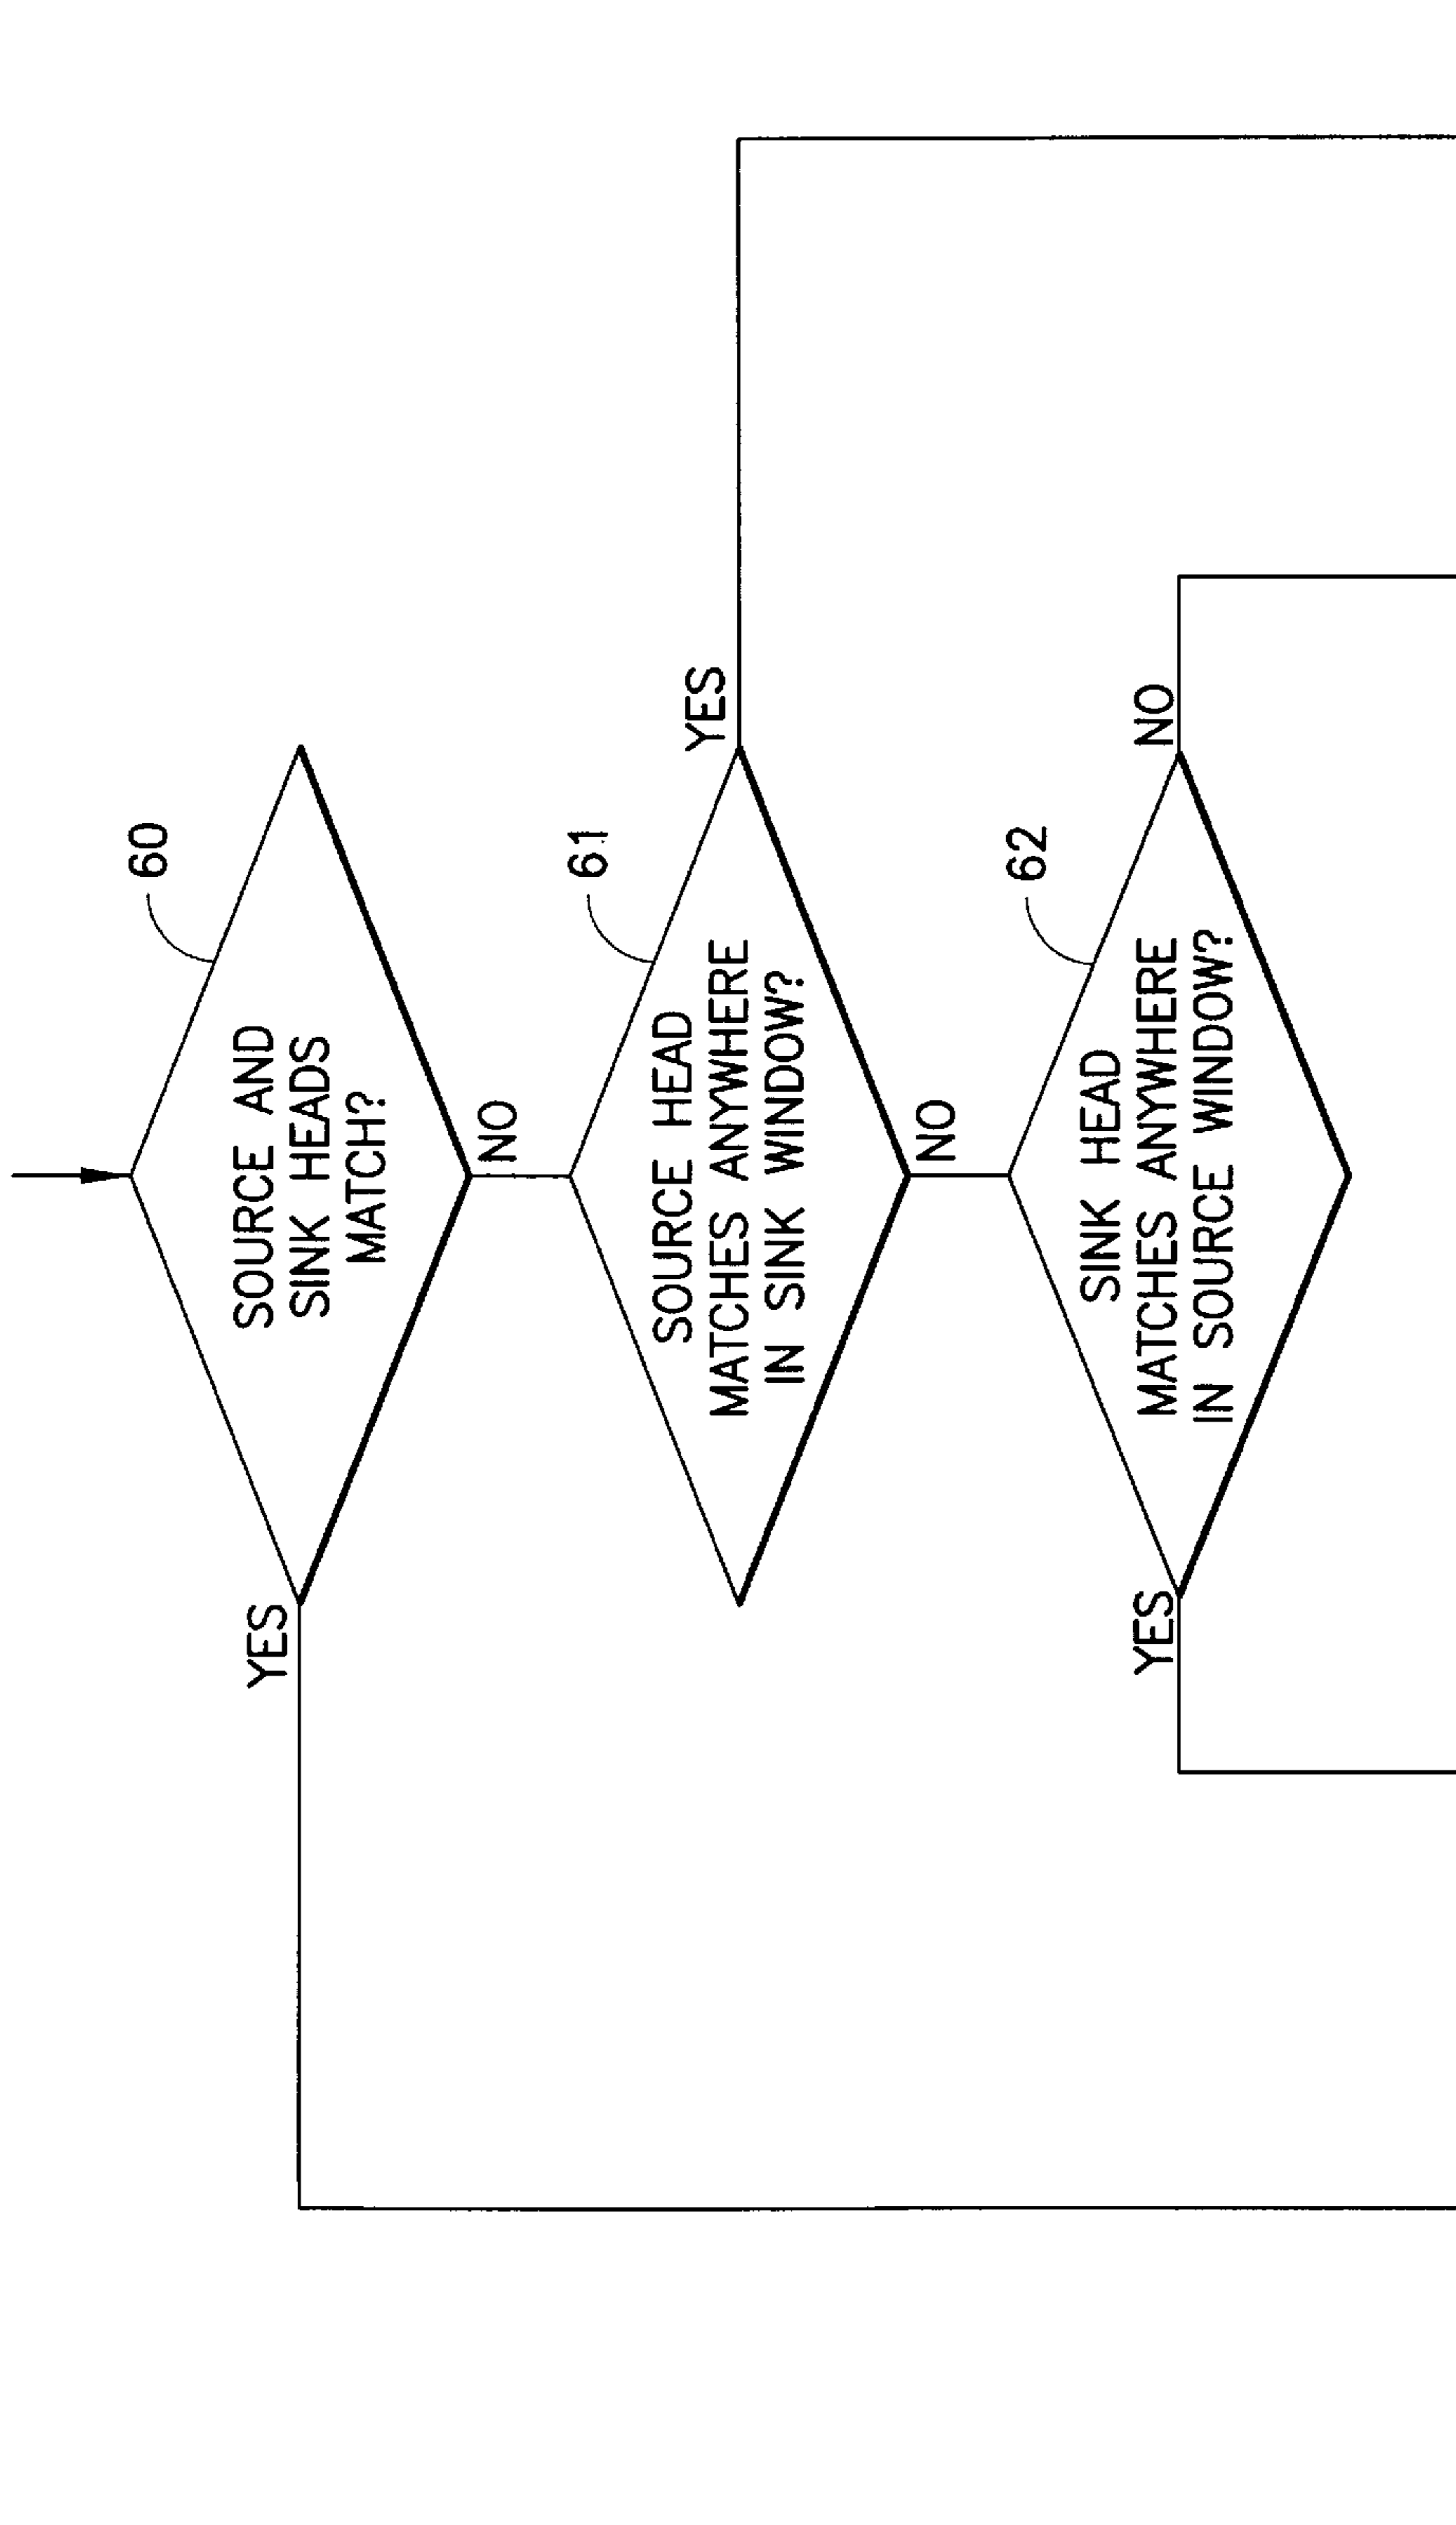 60
SOURCE AND
SINK HEADS
MATCH?
YES
NO
61
SOURCE HEAD
MATCHES ANYWHERE
IN SINK WINDOW?
YES
NO
62
SINK HEAD
MATCHES ANYWHERE
IN SOURCE WINDOW?
YES
NO